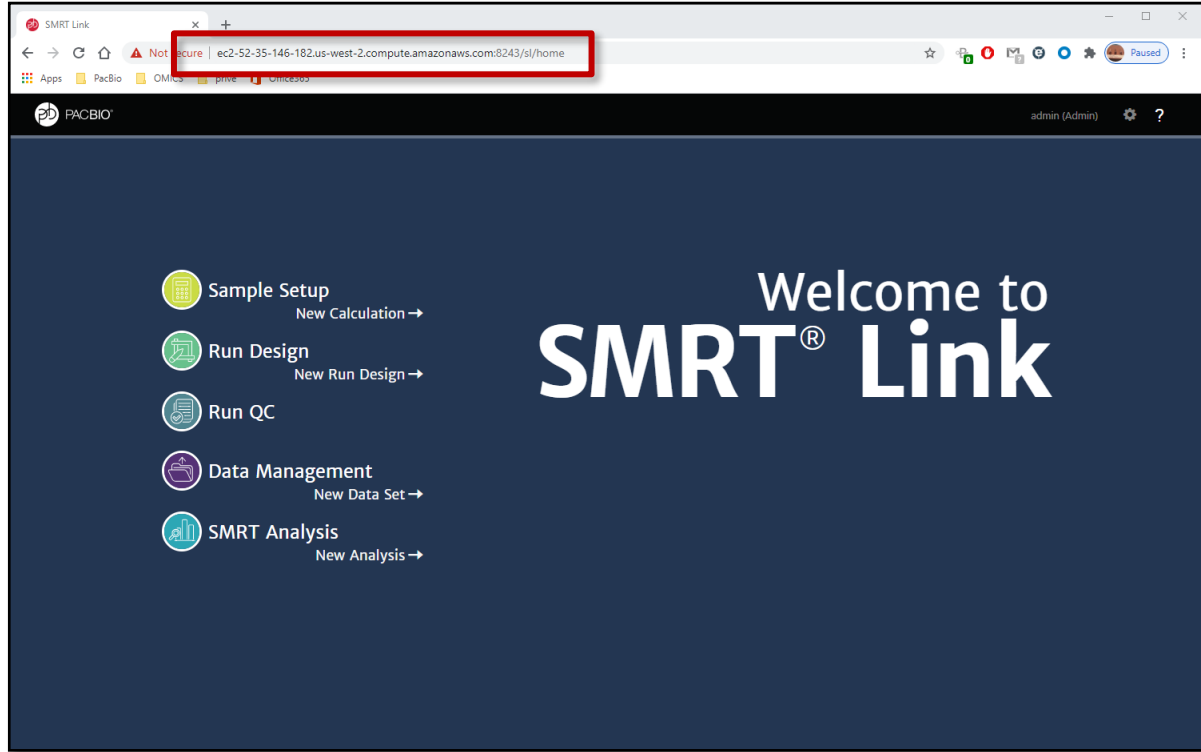 SMRT Link
Not secure | ec2-52-35-146-182.us-west-2.compute.amazonaws.com:8243/sl/home
Paused
Apps PacBio OMICS prive Office365
PACBIO®
admin (Admin) ?
Sample Setup
New Calculation →
Run Design
New Run Design →
Run QC
Data Management
New Data Set →
SMRT Analysis
New Analysis →
Welcome to
SMRT® Link